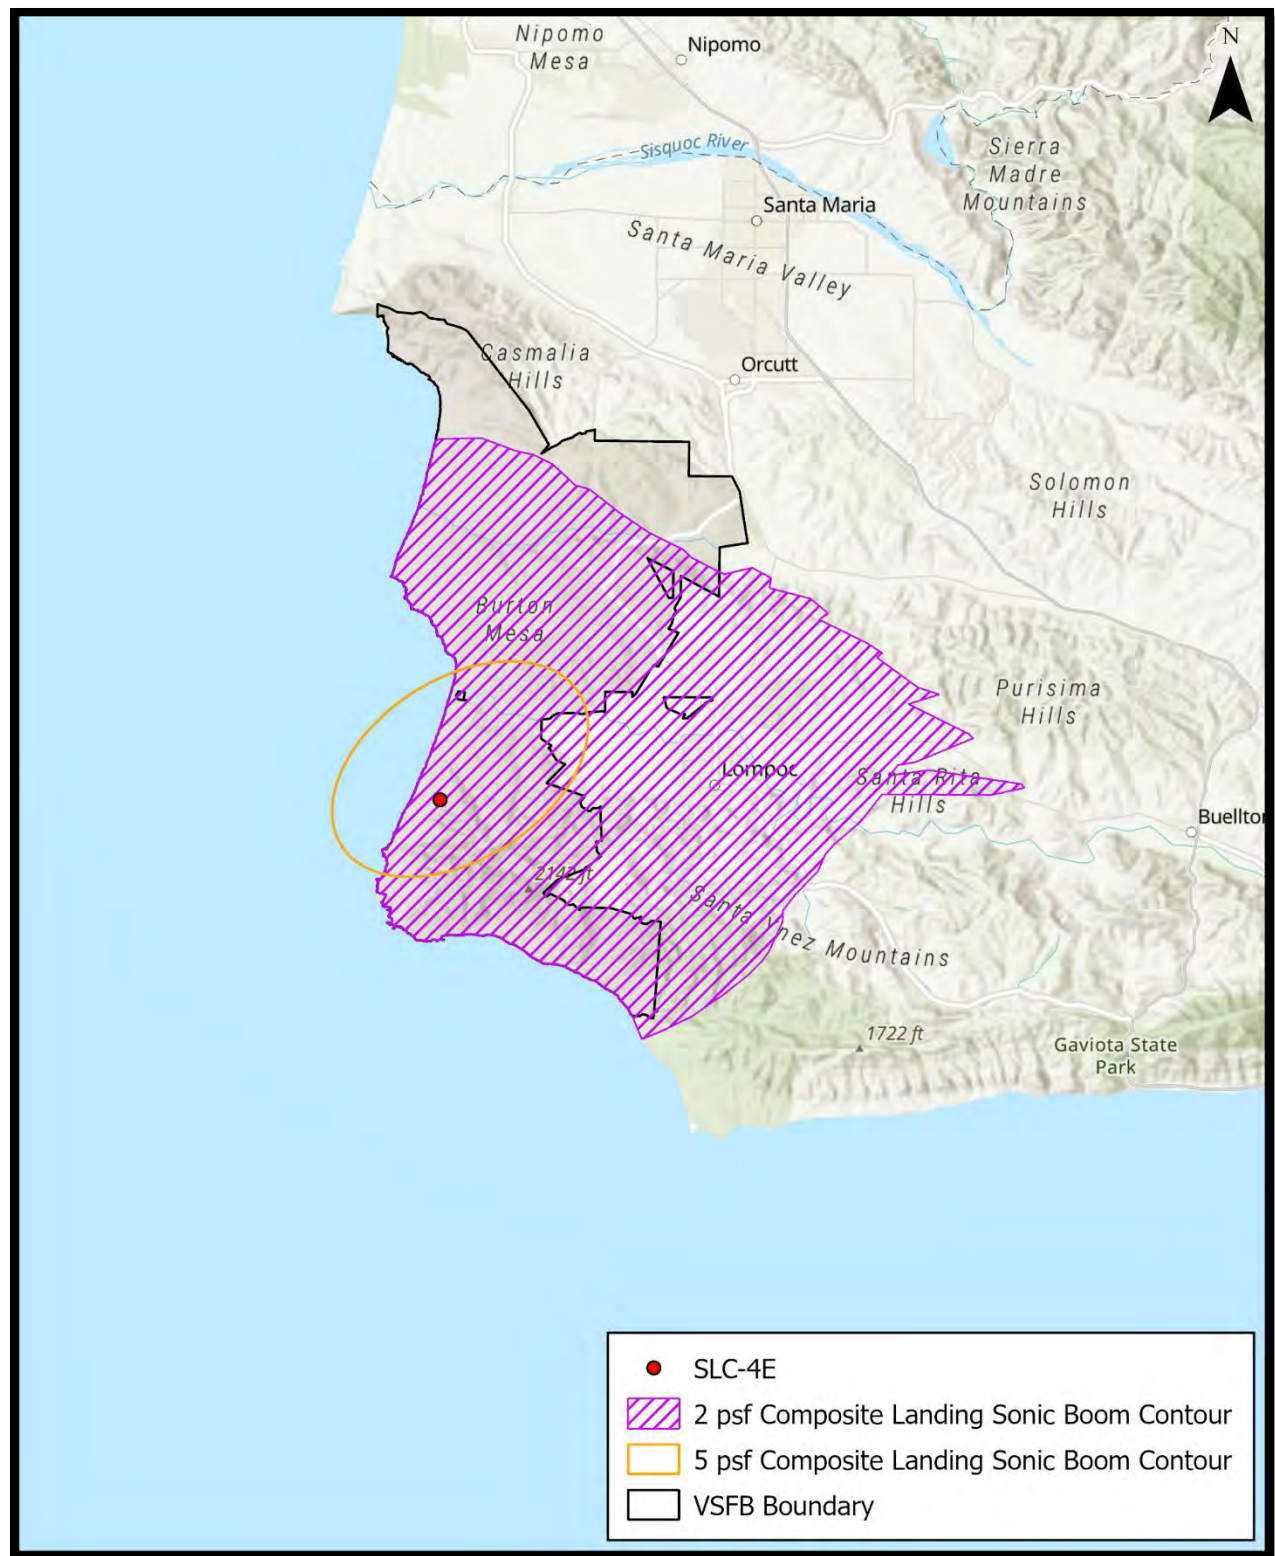 Nipomo
Mesa
Nipomo
N
Sisquoc River
Sierra
Madre
Mountains
Santa Maria
Santa Maria Valley
Casmalia
Hills
Orcutt
Solomon
Hills
Burton
Mesa
Purisima
Hills
Lompoc
Santa Rita
Hills
Buellton
2142 ft
Santa Ynez Mountains
1722 ft
Gaviota State
Park
SLC-4E
2 psf Composite Landing Sonic Boom Contour
5 psf Composite Landing Sonic Boom Contour
VSFB Boundary